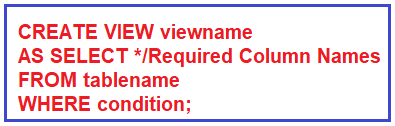 CREATE VIEW viewname
AS SELECT */Required Column Names
FROM tablename
WHERE condition;